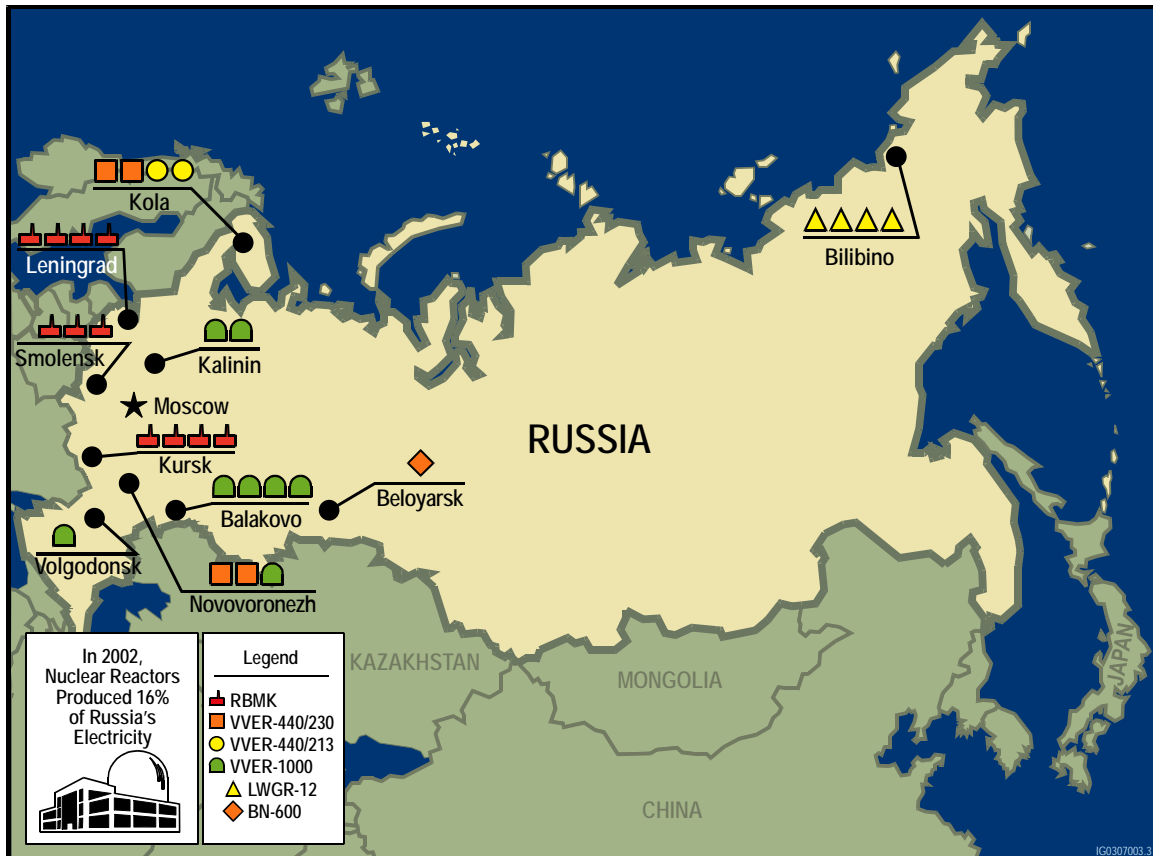 Kola
Leningrad
Smolensk
Kalinin
Moscow
Kursk
Bilibino
RUSSIA
Beloyarsk
Balakovo
Volgodonsk
Novovoronezh
KAZAKHSTAN
MONGOLIA
CHINA
JAPAN
In 2002,
Nuclear Reactors
Produced 16%
of Russia's
Electricity
Legend
RBMK
VVER-440/230
VVER-440/213
VVER-1000
LWGR-12
BN-600
IG0307003.3